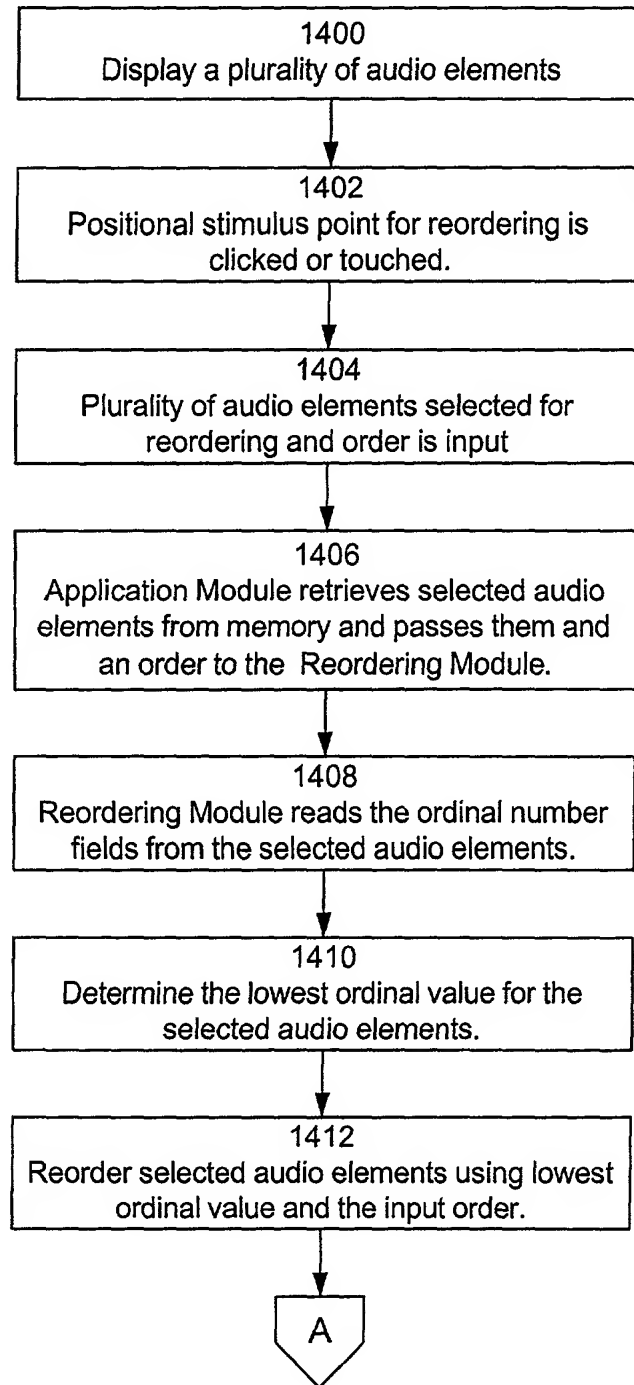 1400
Display a plurality of audio elements
1402
Positional stimulus point for reordering is
clicked or touched.
1404
Plurality of audio elements selected for
reordering and order is input
1406
Application Module retrieves selected audio
elements from memory and passes them and
an order to the Reordering Module.
1408
Reordering Module reads the ordinal number
fields from the selected audio elements.
1410
Determine the lowest ordinal value for the
selected audio elements.
1412
Reorder selected audio elements using lowest
ordinal value and the input order.
A